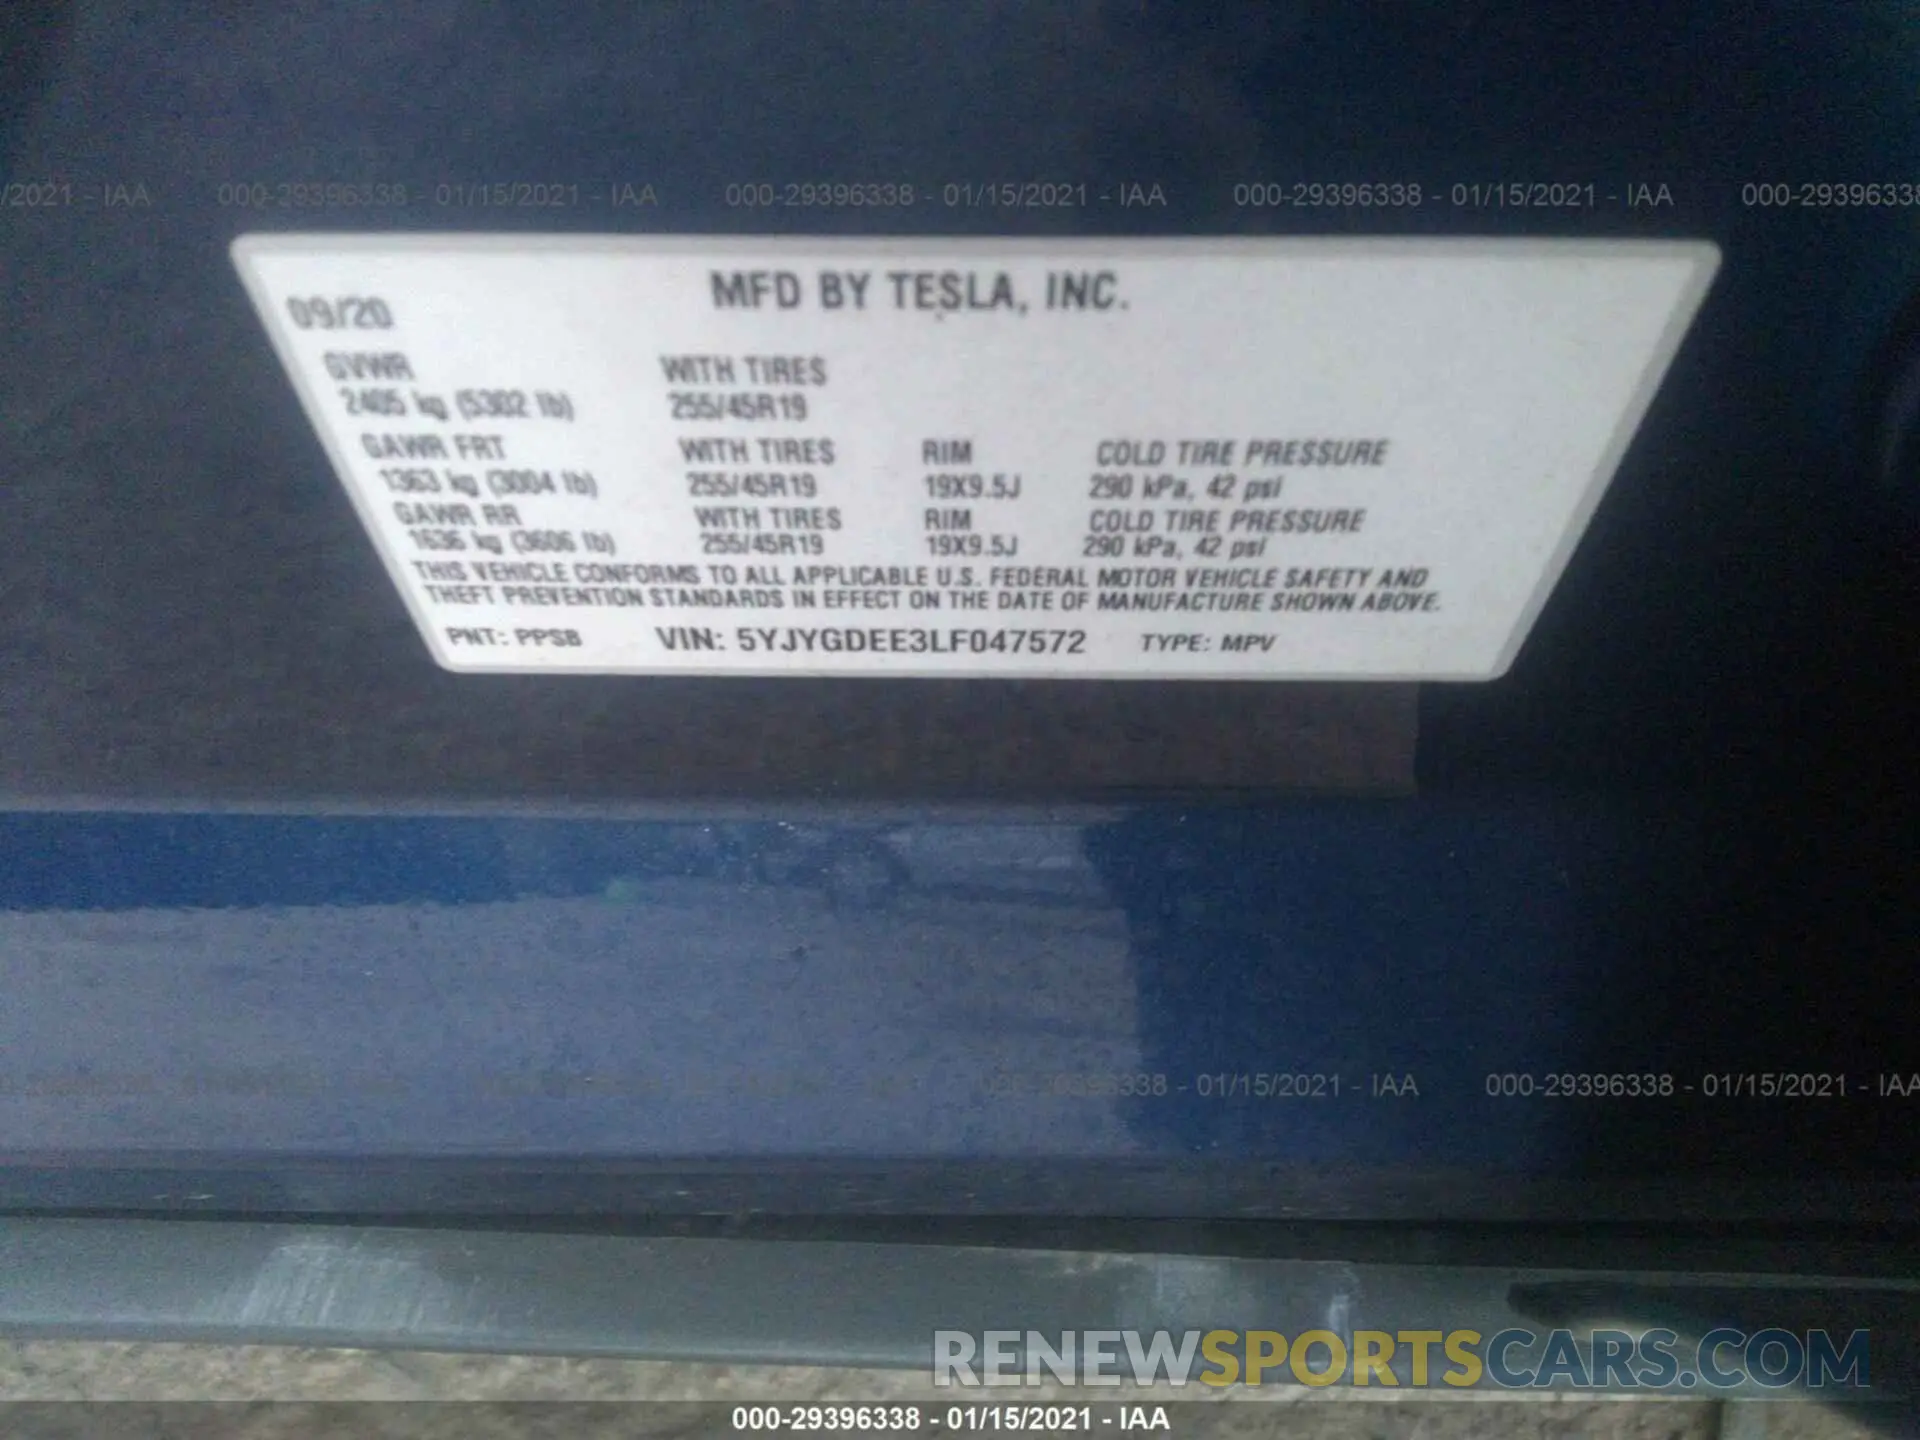 /2021 - IAA 000-29396338 - 01/15/2021 - IAA 000-29396338 - 01/15/2021 - IAA 000-29396338 - 01/15/2021 - IAA 000-29396338
MFD BY TESLA, INC.
09/20
GVWR WITH TIRES
2405 kg (5302 lb) 255/45R19
GAWR FRT WITH TIRES RIM COLD TIRE PRESSURE
1363 kg (3004 lb) 255/45R19 19X9.5J 290 kPa, 42 psi
GAWR RR WITH TIRES RIM COLD TIRE PRESSURE
1636 kg (3606 lb) 255/45R19 19X9.5J 290 kPa, 42 psi
THIS VEHICLE CONFORMS TO ALL APPLICABLE U.S. FEDERAL MOTOR VEHICLE SAFETY AND
THEFT PREVENTION STANDARDS IN EFFECT ON THE DATE OF MANUFACTURE SHOWN ABOVE.
PNT: PPSB VIN: 5YJYGDEE3LF047572 TYPE: MPV
000-29396338 - 01/15/2021 - IAA 000-29396338 - 01/15/2021 - IAA
RENEWSPORTSCARS.COM
000-29396338 - 01/15/2021 - IAA